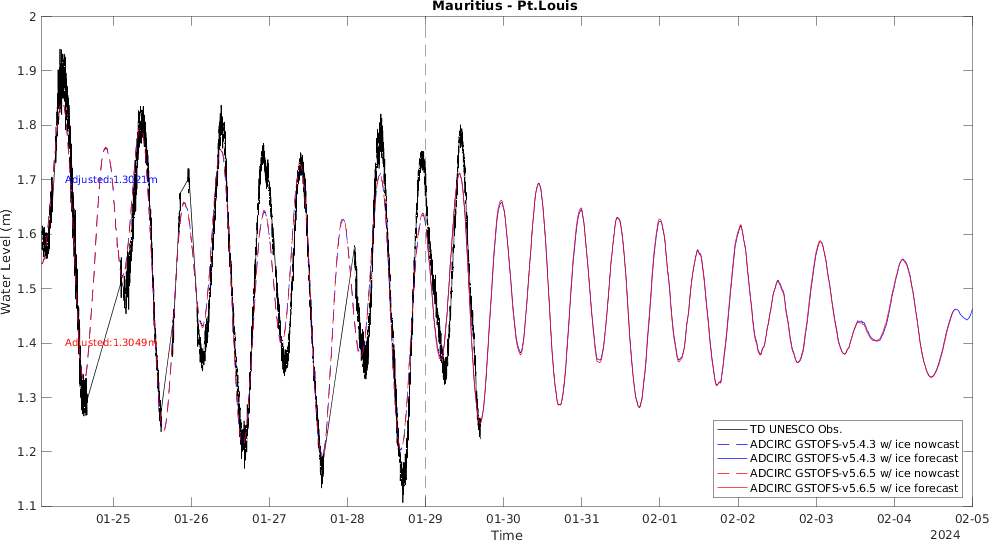 Mauritius - Pt.Louis
2
1.9
1.8
1.7
1.6
1.5
1.4
1.3
1.2
1.1
Water Level (m)
Adjusted:1.3021m
Adjusted:1.3049m
TD UNESCO Obs.
ADCIRC GSTOFS-v5.4.3 w/ ice nowcast
ADCIRC GSTOFS-v5.4.3 w/ ice forecast
ADCIRC GSTOFS-v5.6.5 w/ ice nowcast
ADCIRC GSTOFS-v5.6.5 w/ ice forecast
01-25 01-26 01-27 01-28 01-29 01-30 01-31 02-01 02-02 02-03 02-04 02-05
Time
2024